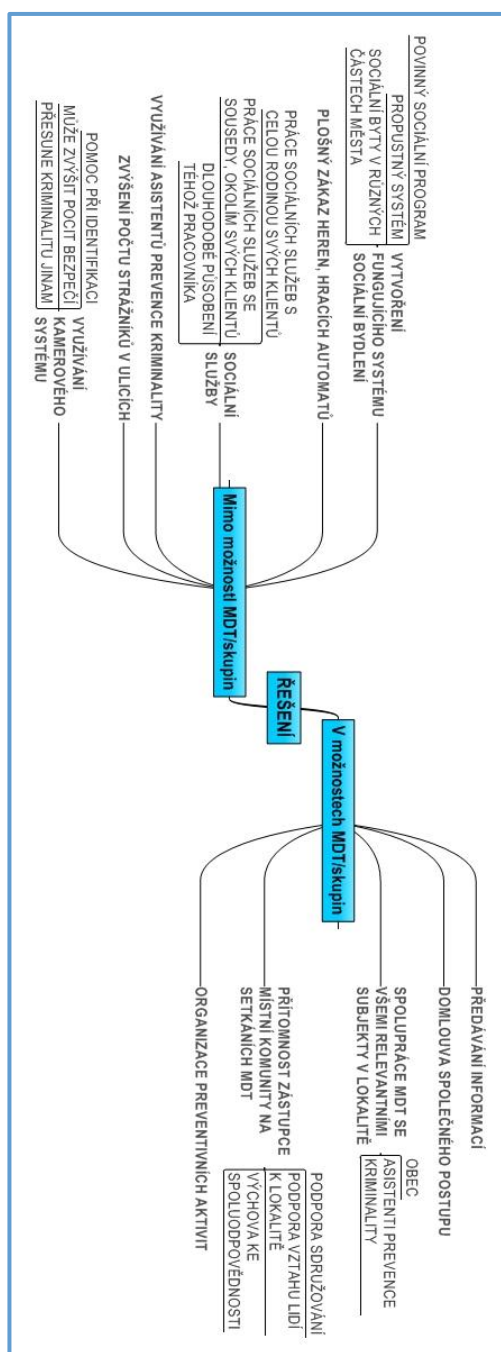 ŘEŠENÍ
Mimo možnosti MDT/skupin
VYTVOŘENÍ
FUNGUJÍCÍHO SYSTÉMU
SOCIÁLNÍ BYDLENÍ
POVINNÝ SOCIÁLNÍ PROGRAM
PROPUSTNÝ SYSTÉM
SOCIÁLNÍ BYTY V RŮZNÝCH
ČÁSTECH MĚSTA
PLOŠNÝ ZÁKAZ HEREN, HRACÍCH AUTOMATŮ
SOCIÁLNÍ
SLUŽBY
PRÁCE SOCIÁLNÍCH SLUŽEB S
CELOU RODINOU SVÝCH KLIENTŮ
PRÁCE SOCIÁLNÍCH SLUŽEB SE
SOUSEDY, OKOLÍM SVÝCH KLIENTŮ
DLOUHODOBÉ PŮSOBENÍ
TÉHOŽ PRACOVNÍKA
VYUŽÍVÁNÍ ASISTENTŮ PREVENCE KRIMINALITY
ZVÝŠENÍ POČTU STRÁŽNÍKŮ V ULICÍCH
VYUŽÍVÁNÍ
KAMEROVÉHO
SYSTÉMU
POMOC PŘI IDENTIFIKACI
MŮŽE ZVÝŠIT POCIT BEZPEČÍ
PŘESUNE KRIMINALITU JINAM
V možnostech MDT/skupin
PŘEDÁVÁNÍ INFORMACÍ
DOMLOUVA SPOLEČNÉHO POSTUPU
SPOLUPRÁCE MDT SE
VŠEMI RELEVANTNÍMI
SUBJEKTY V LOKALITĚ
OBEC
ASISTENTI PREVENCE
KRIMINALITY
PŘÍTOMNOST ZÁSTUPCE
MÍSTNÍ KOMUNITY NA
SETKÁNÍCH MDT
PODPORA SDRUŽOVÁNÍ
PODPORA VZTAHU LIDÍ
K LOKALITĚ
VÝCHOVA KE
SPOLUODPOVĚDNOSTI
ORGANIZACE PREVENTIVNÍCH AKTIVIT